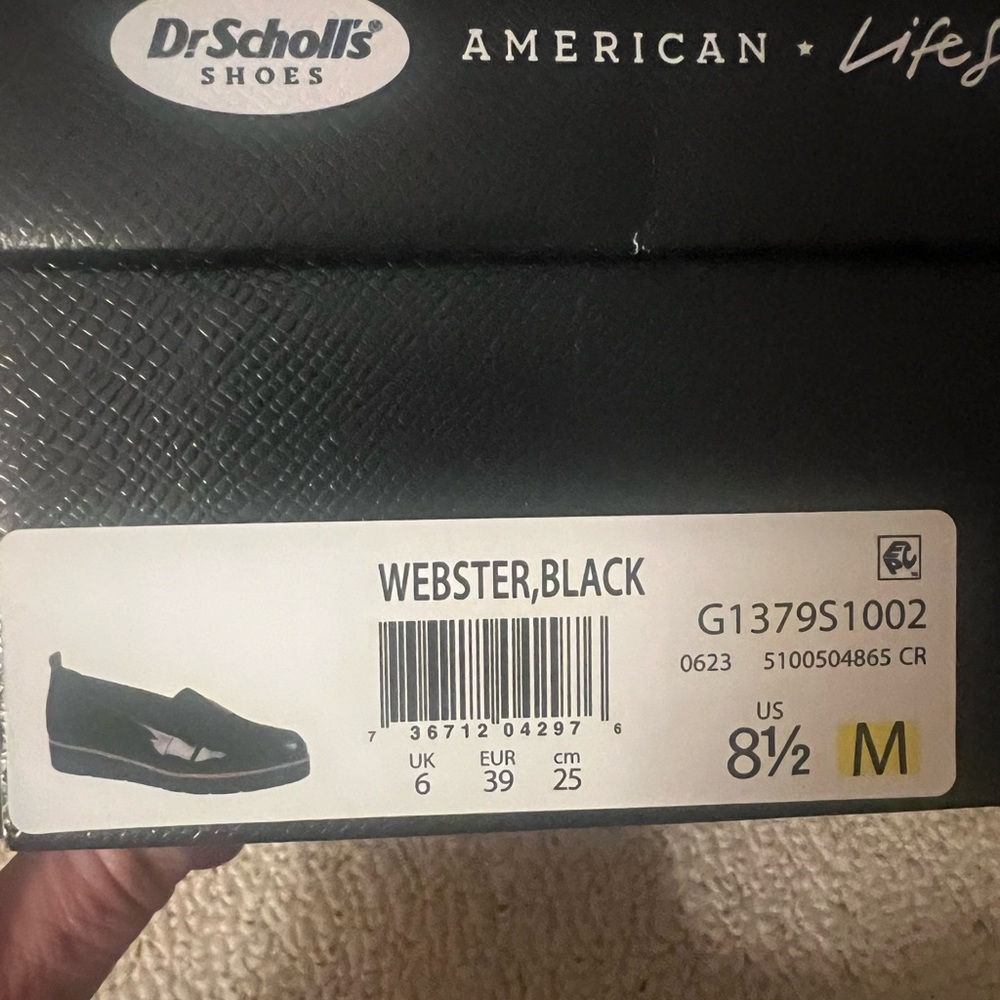 Dr. Scholl's®
SHOES
AMERICAN ★
WEBSTER,BLACK
G1379S1002
0623 5100504865 CR
7 36712 04297 6
UK EUR cm
6 39 25
US
8½ M